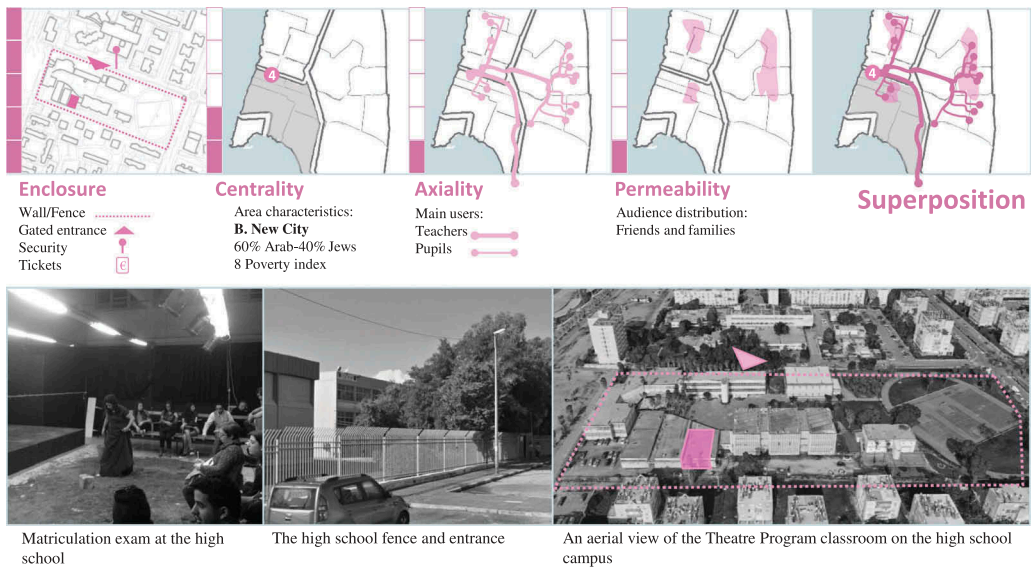 4
4
Enclosure
Wall/Fence
Gated entrance
Security
Tickets €
Centrality
Area characteristics:
B. New City
60% Arab-40% Jews
8 Poverty index
Axiality
Main users:
Teachers
Pupils
Permeability
Audience distribution:
Friends and families
Superposition
Matriculation exam at the high
school
The high school fence and entrance
An aerial view of the Theatre Program classroom on the high school
campus